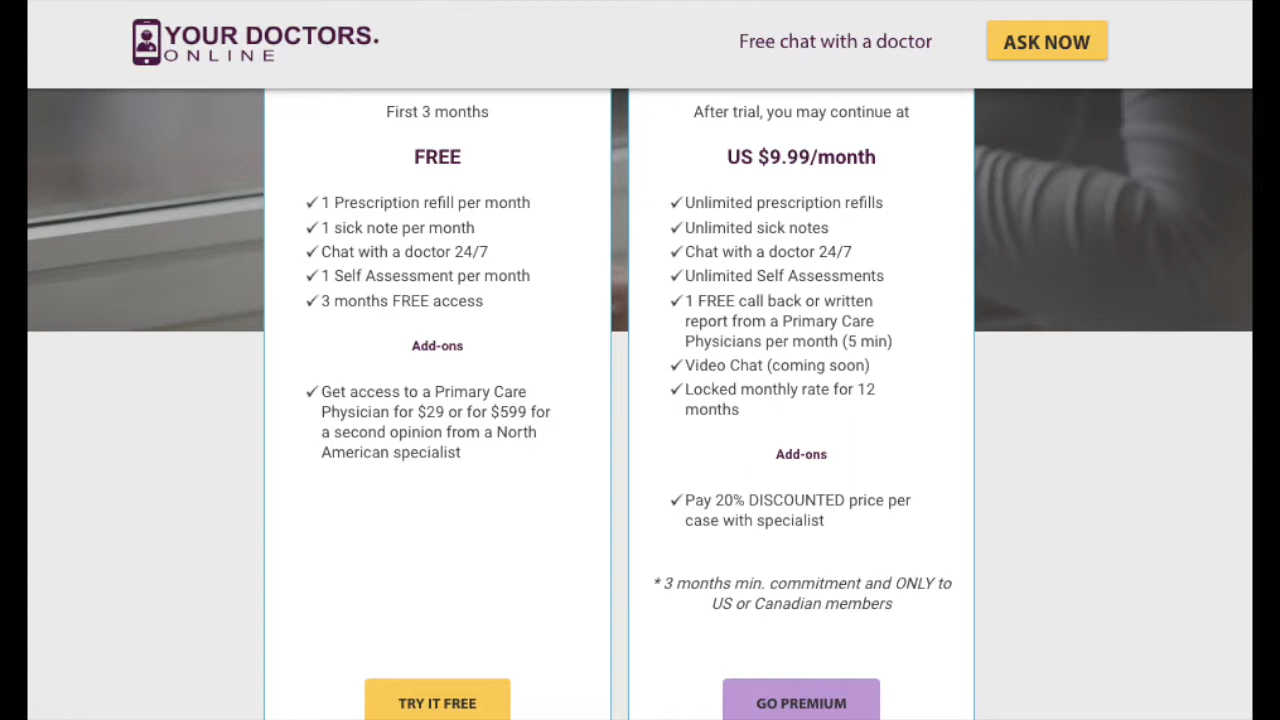 YOUR DOCTORS.
ONLINE
Free chat with a doctor
ASK NOW
First 3 months
FREE
✓ 1 Prescription refill per month
✓ 1 sick note per month
✓ Chat with a doctor 24/7
✓ 1 Self Assessment per month
✓ 3 months FREE access
Add-ons
✓ Get access to a Primary Care
Physician for $29 or for $599 for
a second opinion from a North
American specialist
TRY IT FREE
After trial, you may continue at
US $9.99/month
✓ Unlimited prescription refills
✓ Unlimited sick notes
✓ Chat with a doctor 24/7
✓ Unlimited Self Assessments
✓ 1 FREE call back or written
report from a Primary Care
Physicians per month (5 min)
✓ Video Chat (coming soon)
✓ Locked monthly rate for 12
months
Add-ons
✓ Pay 20% DISCOUNTED price per
case with specialist
* 3 months min. commitment and ONLY to
US or Canadian members
GO PREMIUM